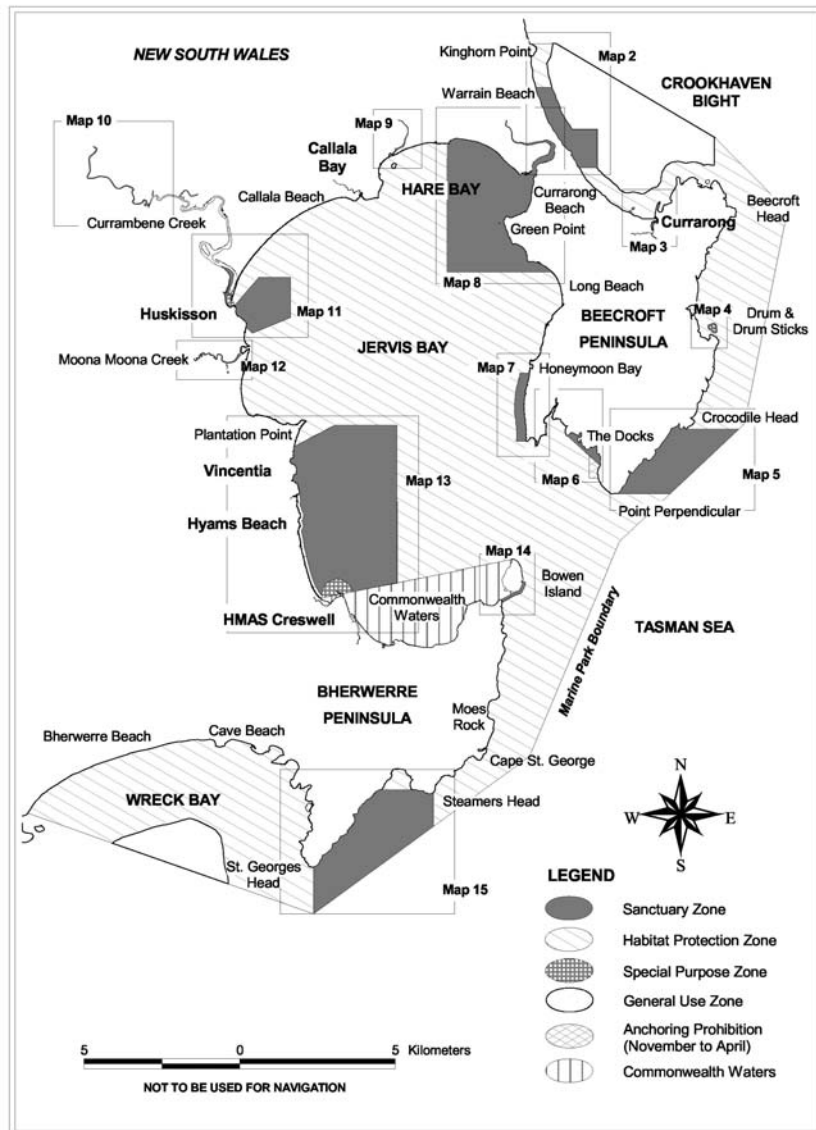 NEW SOUTH WALES
Kinghorn Point
Map 2
CROOKHAVEN
BIGHT
Warrain Beach
Map 10
Map 9
Callala
Bay
HARE BAY
Callala Beach
Currambene Creek
Currarong
Beach
Green Point
Currarong
Beecroft
Head
Map 3
Map 8
Long Beach
Huskisson
Map 11
BEECROFT
PENINSULA
Map 4
Drum &
Drum Sticks
JERVIS BAY
Moona Moona Creek
Map 12
Map 7
Honeymoon Bay
Plantation Point
Crocodile Head
The Docks
Vincentia
Map 13
Map 6
Map 5
Point Perpendicular
Hyams Beach
Map 14
Bowen
Island
Commonwealth
Waters
HMAS Creswell
Marine Park Boundary
TASMAN SEA
BHERWERRE
PENINSULA
Moes
Rock
Bherwerre Beach
Cave Beach
Cape St. George
WRECK BAY
Steamers Head
N
W
E
S
St. Georges
Head
Map 15
LEGEND
Sanctuary Zone
Habitat Protection Zone
Special Purpose Zone
General Use Zone
Anchoring Prohibition
(November to April)
Commonwealth Waters
5 0 5 Kilometers
NOT TO BE USED FOR NAVIGATION